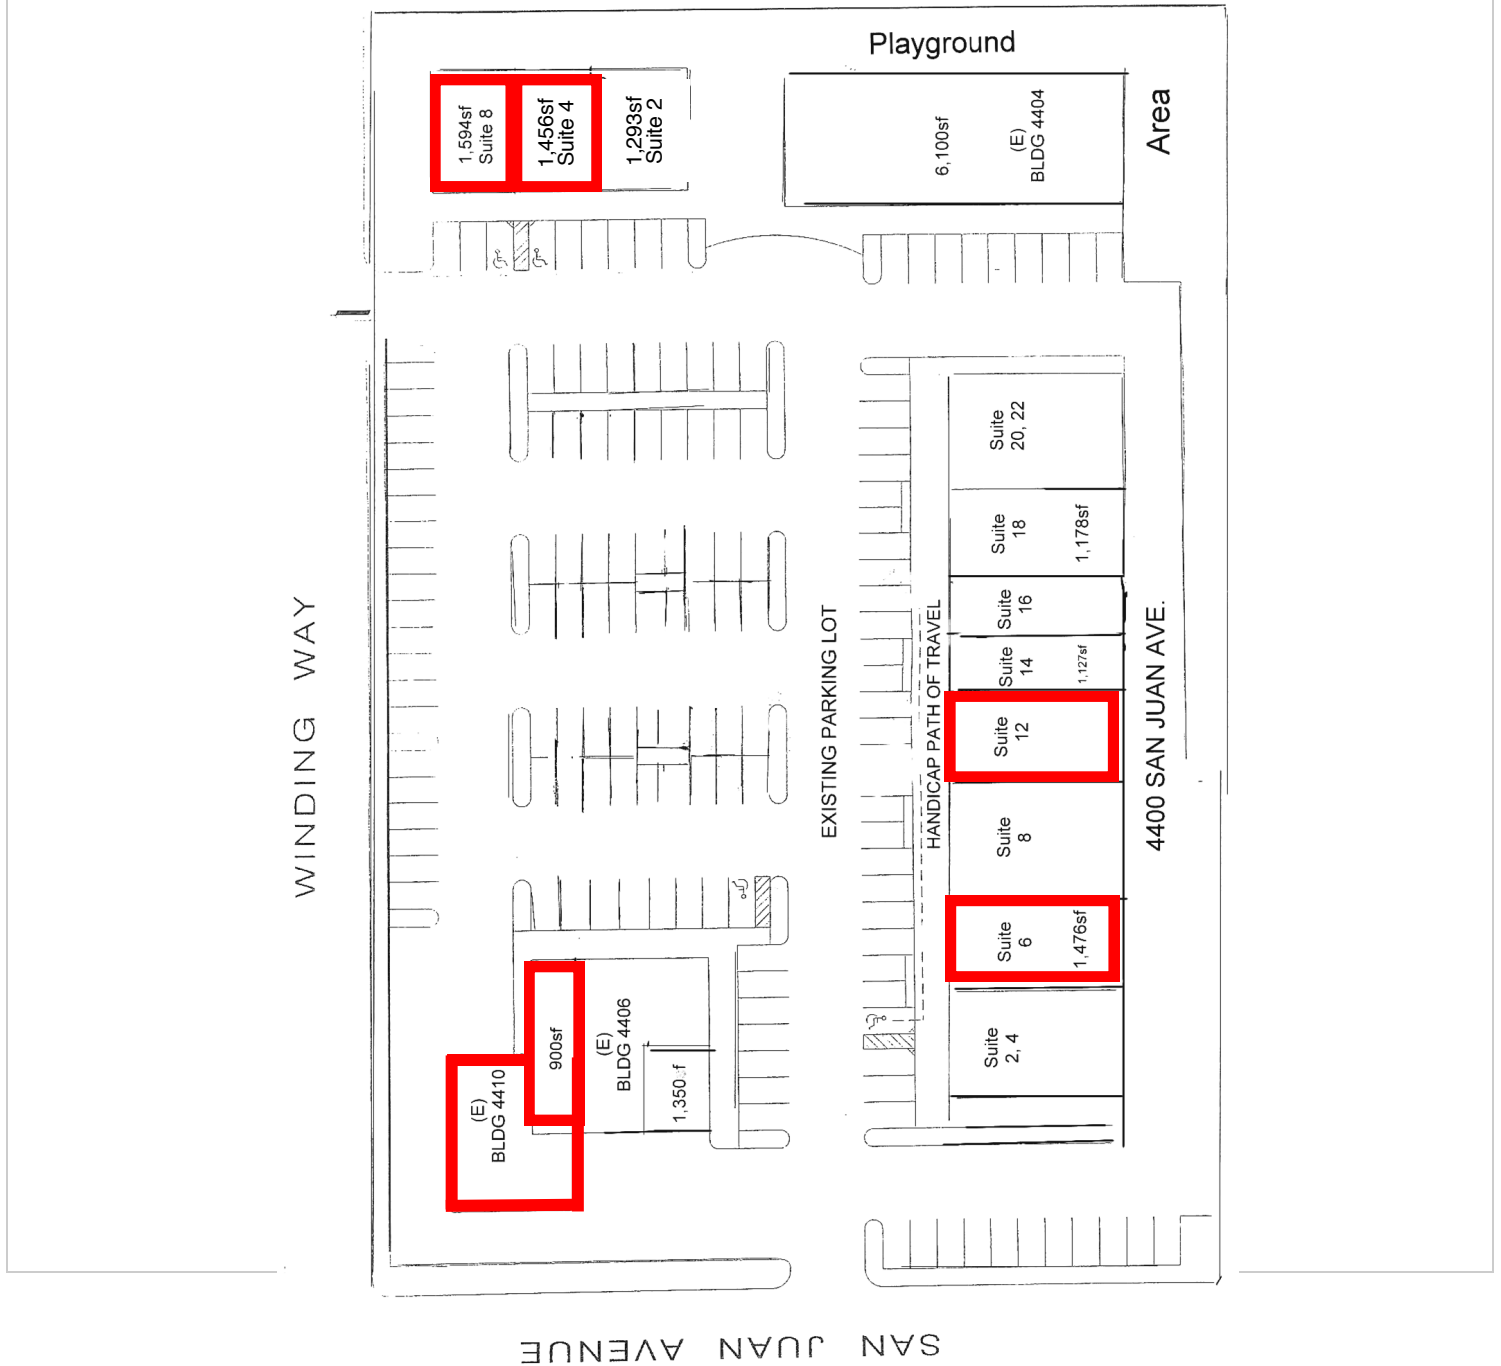 Playground
Area
1,594sf
Suite 8
1,456sf
Suite 4
1,293sf
Suite 2
6,100sf
(E)
BLDG 4404
Suite
20, 22
Suite
18
1,178sf
Suite
16
Suite
14
1,127sf
Suite
12
Suite
8
Suite
6
1,476sf
Suite
2, 4
4400 SAN JUAN AVE.
HANDICAP PATH OF TRAVEL
EXISTING PARKING LOT
WINDING WAY
900sf
(E)
BLDG 4406
1,350sf
(E)
BLDG 4410
SAN JUAN AVENUE